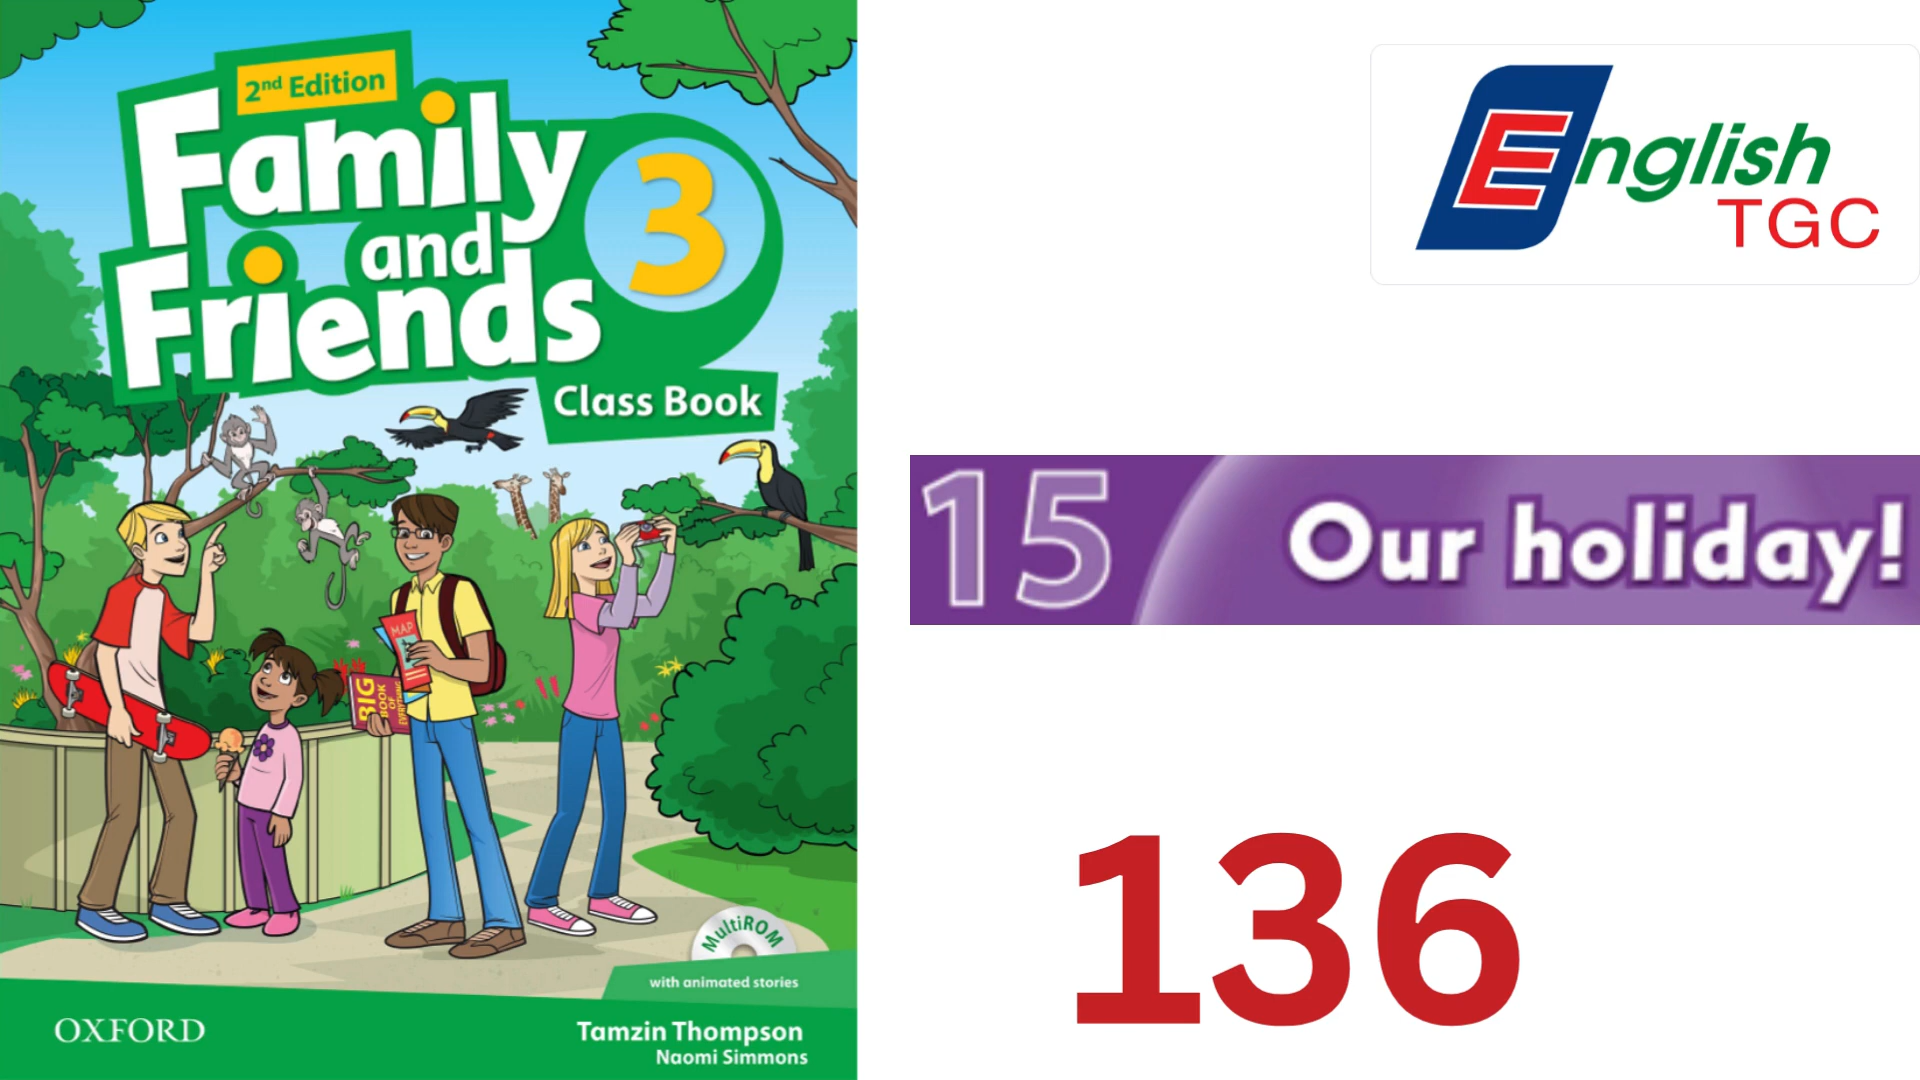 2nd Edition
Family
and
Friends
3
Class Book
MAP
BIG
BOOK
OF
EVERYTHING
MultiROM
with animated stories
OXFORD
Tamzin Thompson
Naomi Simmons
English
TGC
15 Our holiday!
136